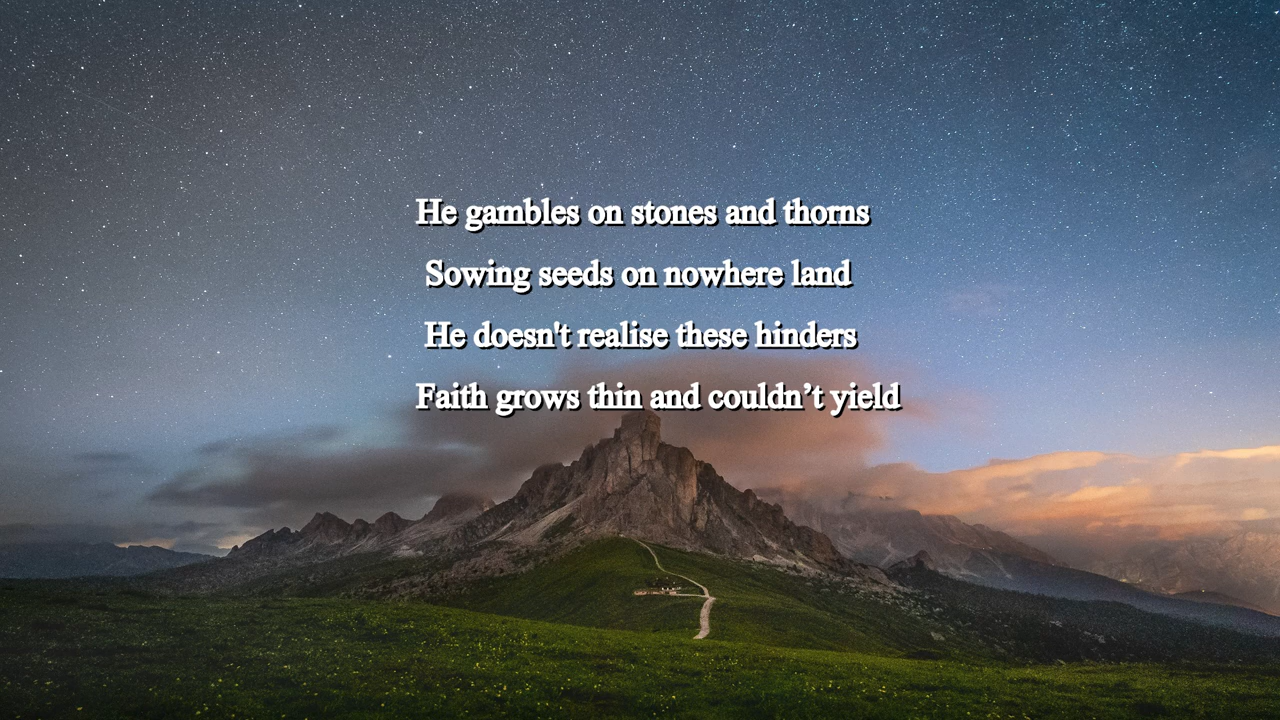 He gambles on stones and thorns
Sowing seeds on nowhere land
He doesn't realise these hinders
Faith grows thin and couldn’t yield